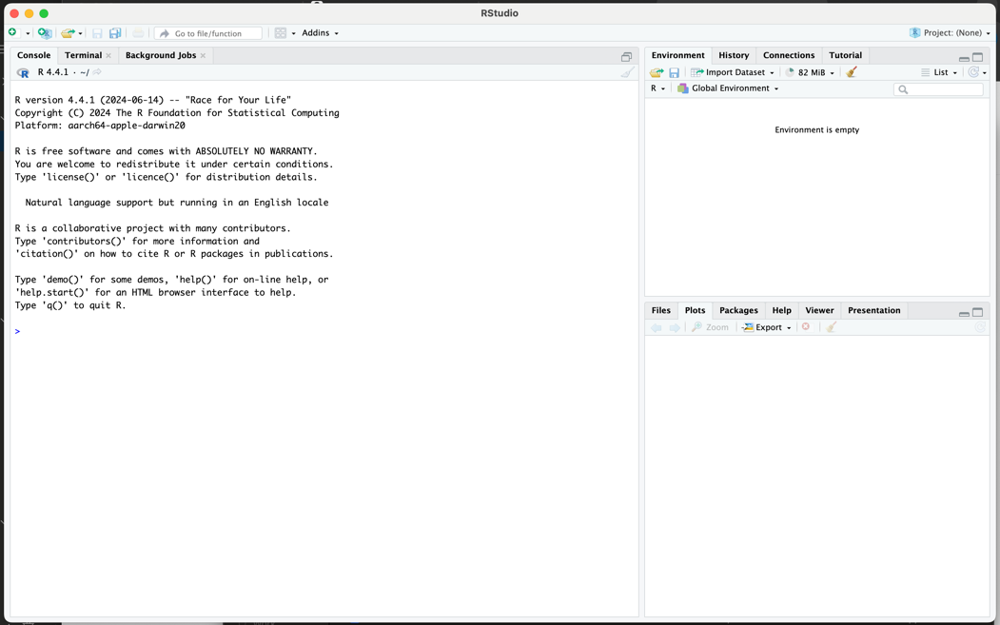 RStudio
Go to file/function
Addins
Project: (None)
Console Terminal Background Jobs
R 4.4.1 · ~/
R version 4.4.1 (2024-06-14) -- "Race for Your Life"
Copyright (C) 2024 The R Foundation for Statistical Computing
Platform: aarch64-apple-darwin20
R is free software and comes with ABSOLUTELY NO WARRANTY.
You are welcome to redistribute it under certain conditions.
Type 'license()' or 'licence()' for distribution details.
Natural language support but running in an English locale
R is a collaborative project with many contributors.
Type 'contributors()' for more information and
'citation()' on how to cite R or R packages in publications.
Type 'demo()' for some demos, 'help()' for on-line help, or
'help.start()' for an HTML browser interface to help.
Type 'q()' to quit R.
>
Environment History Connections Tutorial
Import Dataset 82 MiB List
R Global Environment
Environment is empty
Files Plots Packages Help Viewer Presentation
Zoom Export